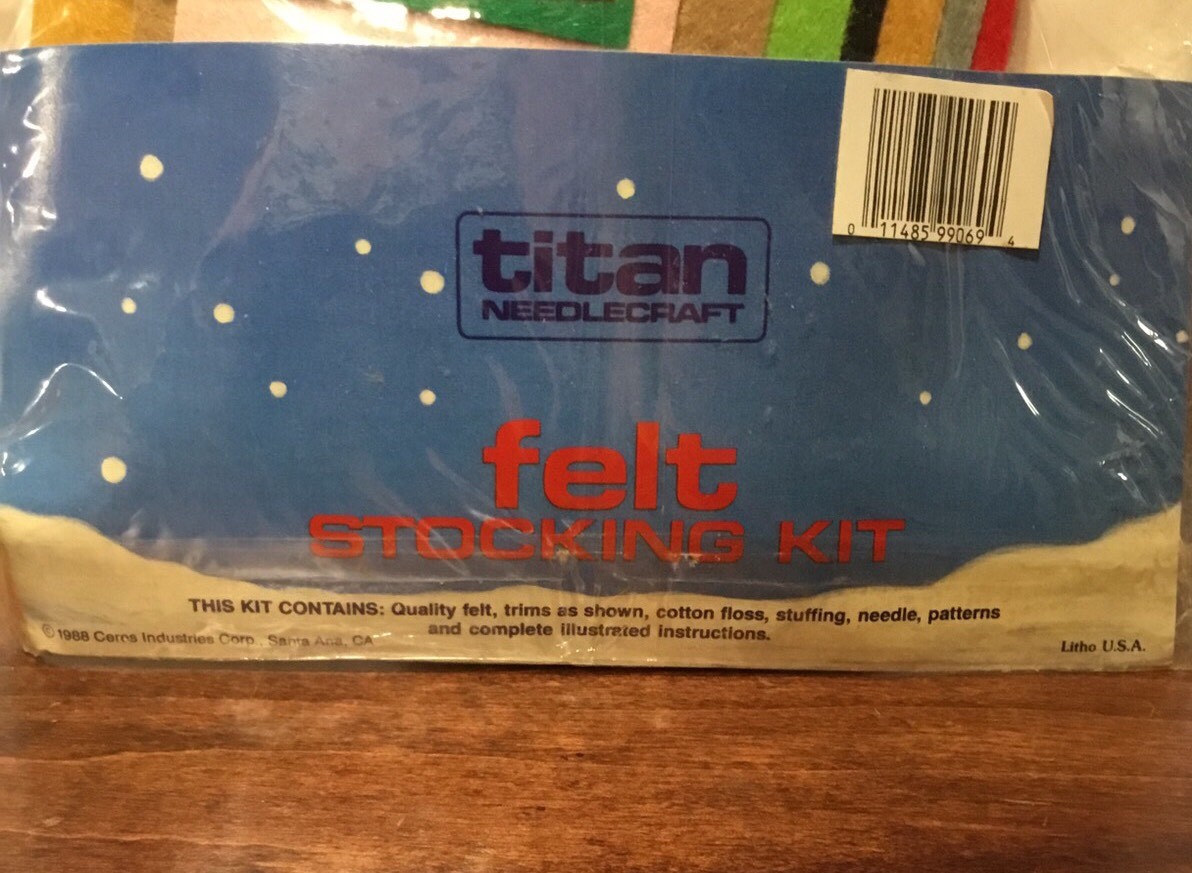 0 11485 99069 4
titan
NEEDLECRAFT
felt
STOCKING KIT
THIS KIT CONTAINS: Quality felt, trims as shown, cotton floss, stuffing, needle, patterns
and complete illustrated instructions.
©1988 Ceros Industries Corp., Santa Ana, CA
Litho U.S.A.